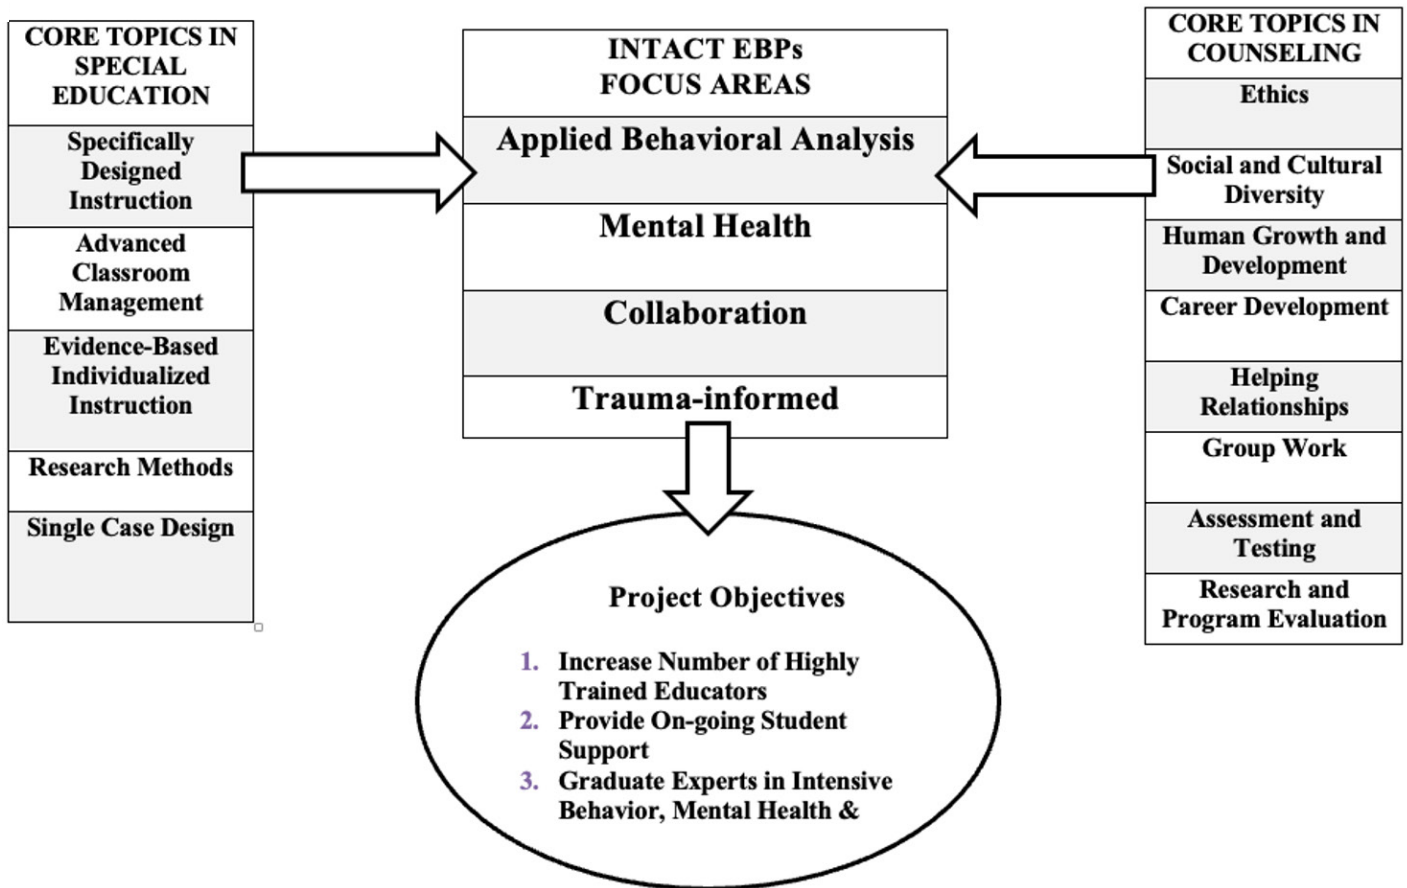 CORE TOPICS IN
SPECIAL
EDUCATION
Specifically
Designed
Instruction
Advanced
Classroom
Management
Evidence-Based
Individualized
Instruction
Research Methods
Single Case Design
INTACT EBPs
FOCUS AREAS
Applied Behavioral Analysis
Mental Health
Collaboration
Trauma-informed
CORE TOPICS IN
COUNSELING
Ethics
Social and Cultural
Diversity
Human Growth and
Development
Career Development
Helping
Relationships
Group Work
Assessment and
Testing
Research and
Program Evaluation
Project Objectives
1. Increase Number of Highly
Trained Educators
2. Provide On-going Student
Support
3. Graduate Experts in Intensive
Behavior, Mental Health &